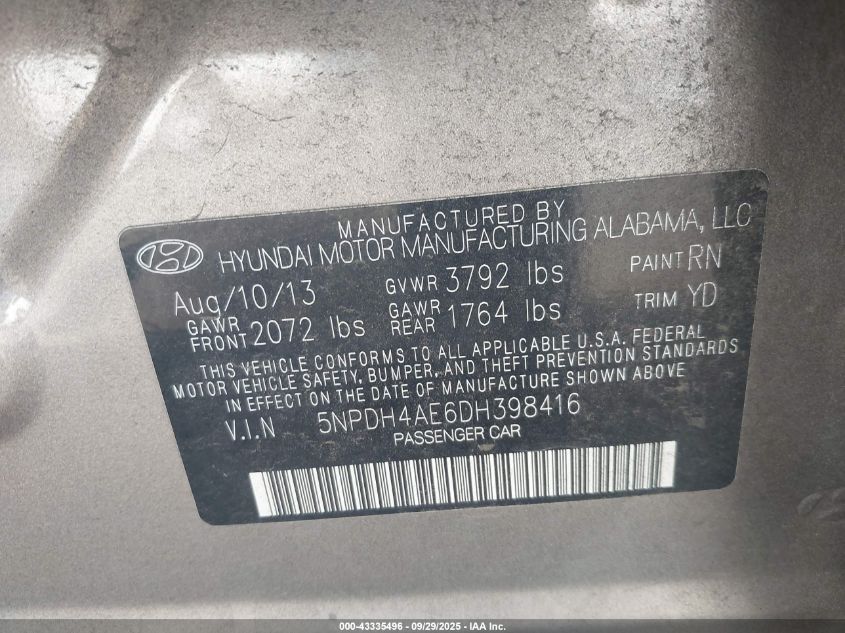 MANUFACTURED BY
HYUNDAI MOTOR MANUFACTURING ALABAMA, LLC
Aug/10/13 GVWR 3792 lbs PAINT RN
GAWR FRONT 2072 lbs GAWR REAR 1764 lbs TRIM YD
THIS VEHICLE CONFORMS TO ALL APPLICABLE U.S.A. FEDERAL
MOTOR VEHICLE SAFETY, BUMPER, AND THEFT PREVENTION STANDARDS
IN EFFECT ON THE DATE OF MANUFACTURE SHOWN ABOVE
V.I.N 5NPDH4AE6DH398416
PASSENGER CAR
000-43335496 - 09/29/2025 - IAA Inc.